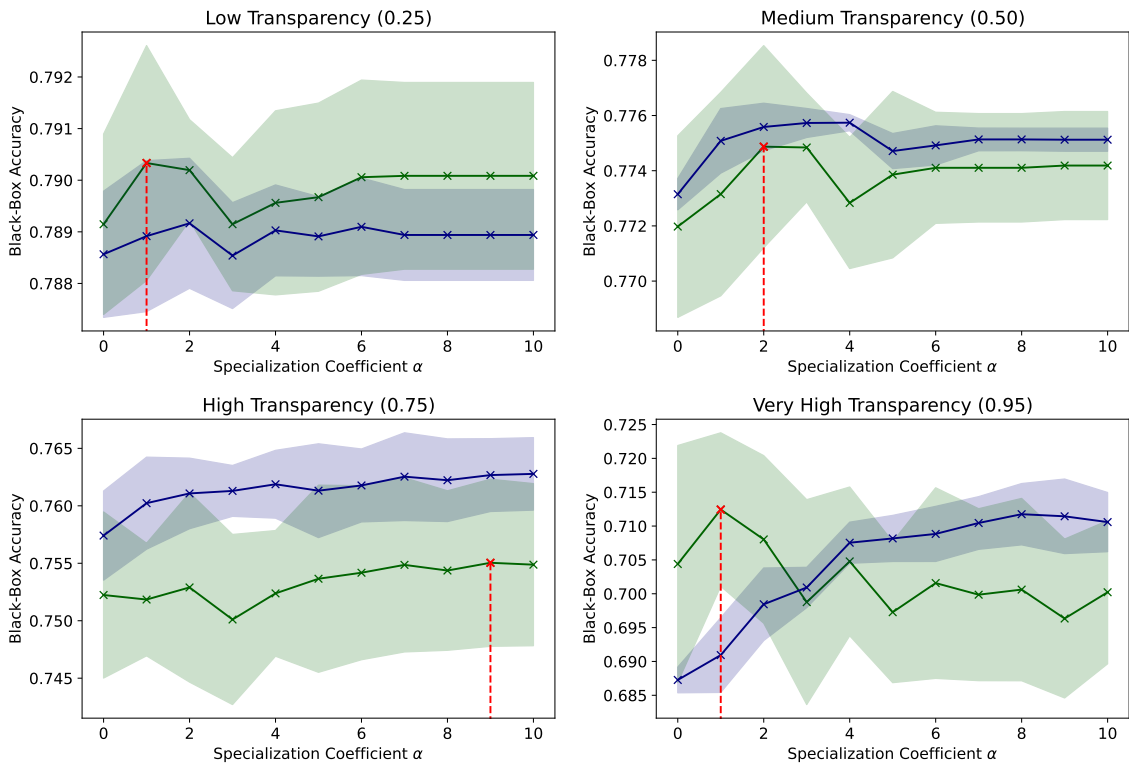 Low Transparency (0.25)
Black-Box Accuracy
0.792
0.791
0.790
0.789
0.788
0 2 4 6 8 10
Specialization Coefficient α
Medium Transparency (0.50)
Black-Box Accuracy
0.778
0.776
0.774
0.772
0.770
0 2 4 6 8 10
Specialization Coefficient α
High Transparency (0.75)
Black-Box Accuracy
0.765
0.760
0.755
0.750
0.745
0 2 4 6 8 10
Specialization Coefficient α
Very High Transparency (0.95)
Black-Box Accuracy
0.725
0.720
0.715
0.710
0.705
0.700
0.695
0.690
0.685
0 2 4 6 8 10
Specialization Coefficient α